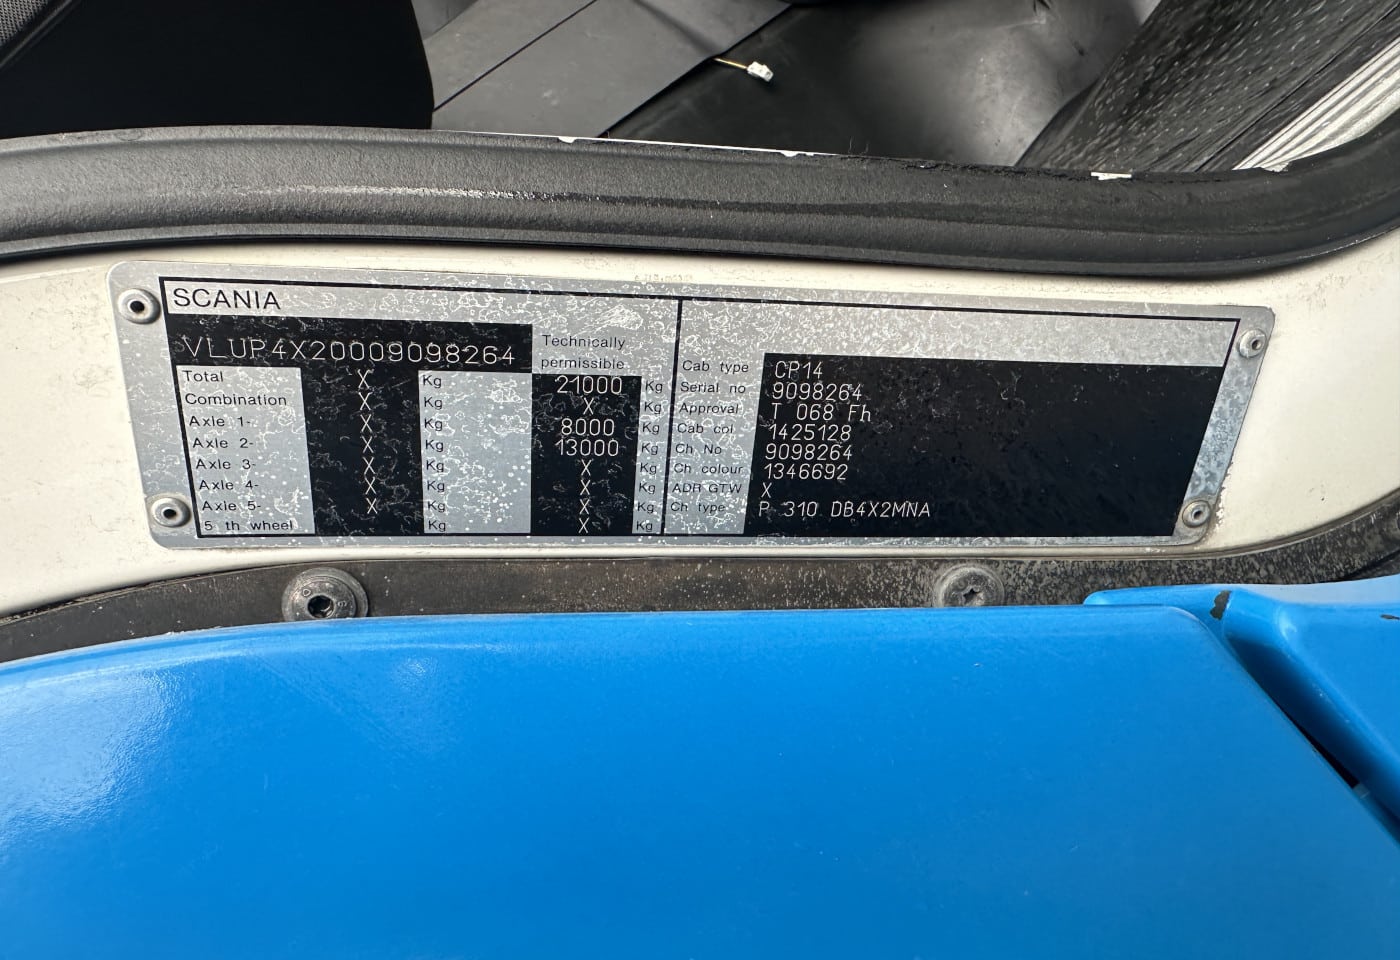 SCANIA
VLUP4X20009098264
Technically
permissible
Total X Kg 21000 Kg
Combination X Kg X Kg
Axle 1- X Kg 8000 Kg
Axle 2- X Kg 13000 Kg
Axle 3- X Kg X Kg
Axle 4- X Kg X Kg
Axle 5- X Kg X Kg
5 th wheel Kg X Kg
Cab type CP14
Serial no 9098264
Approval T 068 Fh
Cab col. 1425128
Ch No 9098264
Ch colour 1346692
ADR GTW X
Ch type P 310 DB4X2MNA